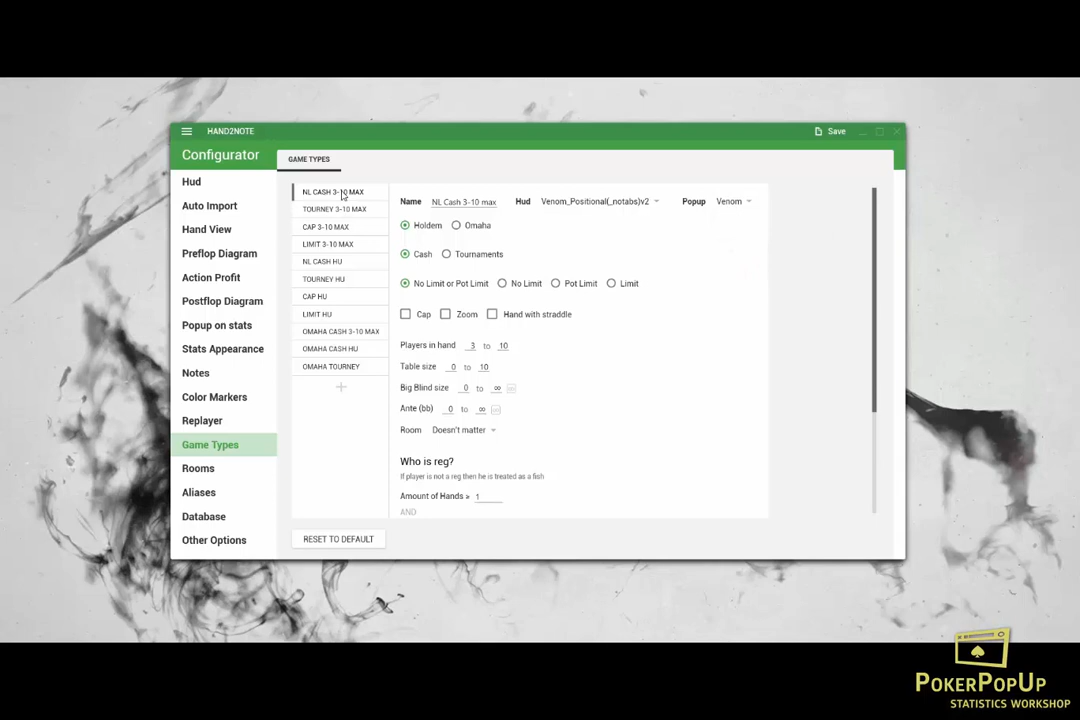 HAND2NOTE
Save
Configurator
GAME TYPES
Hud
Auto Import
Hand View
Preflop Diagram
Action Profit
Postflop Diagram
Popup on stats
Stats Appearance
Notes
Color Markers
Replayer
Game Types
Rooms
Aliases
Database
Other Options
NL CASH 3-10 MAX
TOURNEY 3-10 MAX
CAP 3-10 MAX
LIMIT 3-10 MAX
NL CASH HU
TOURNEY HU
CAP HU
LIMIT HU
OMAHA CASH 3-10 MAX
OMAHA CASH HU
OMAHA TOURNEY
RESET TO DEFAULT
Name NL Cash 3-10 max Hud Venom_Positional(_notabs)v2 Popup Venom
Holdem Omaha
Cash Tournaments
No Limit or Pot Limit No Limit Pot Limit Limit
Cap Zoom Hand with straddle
Players in hand 3 to 10
Table size 0 to 10
Big Blind size 0 to ∞
Ante (bb) 0 to ∞
Room Doesn't matter
Who is reg?
If player is not a reg then he is treated as a fish
Amount of Hands ≥ 1
AND
POKERPOPUP
STATISTICS WORKSHOP